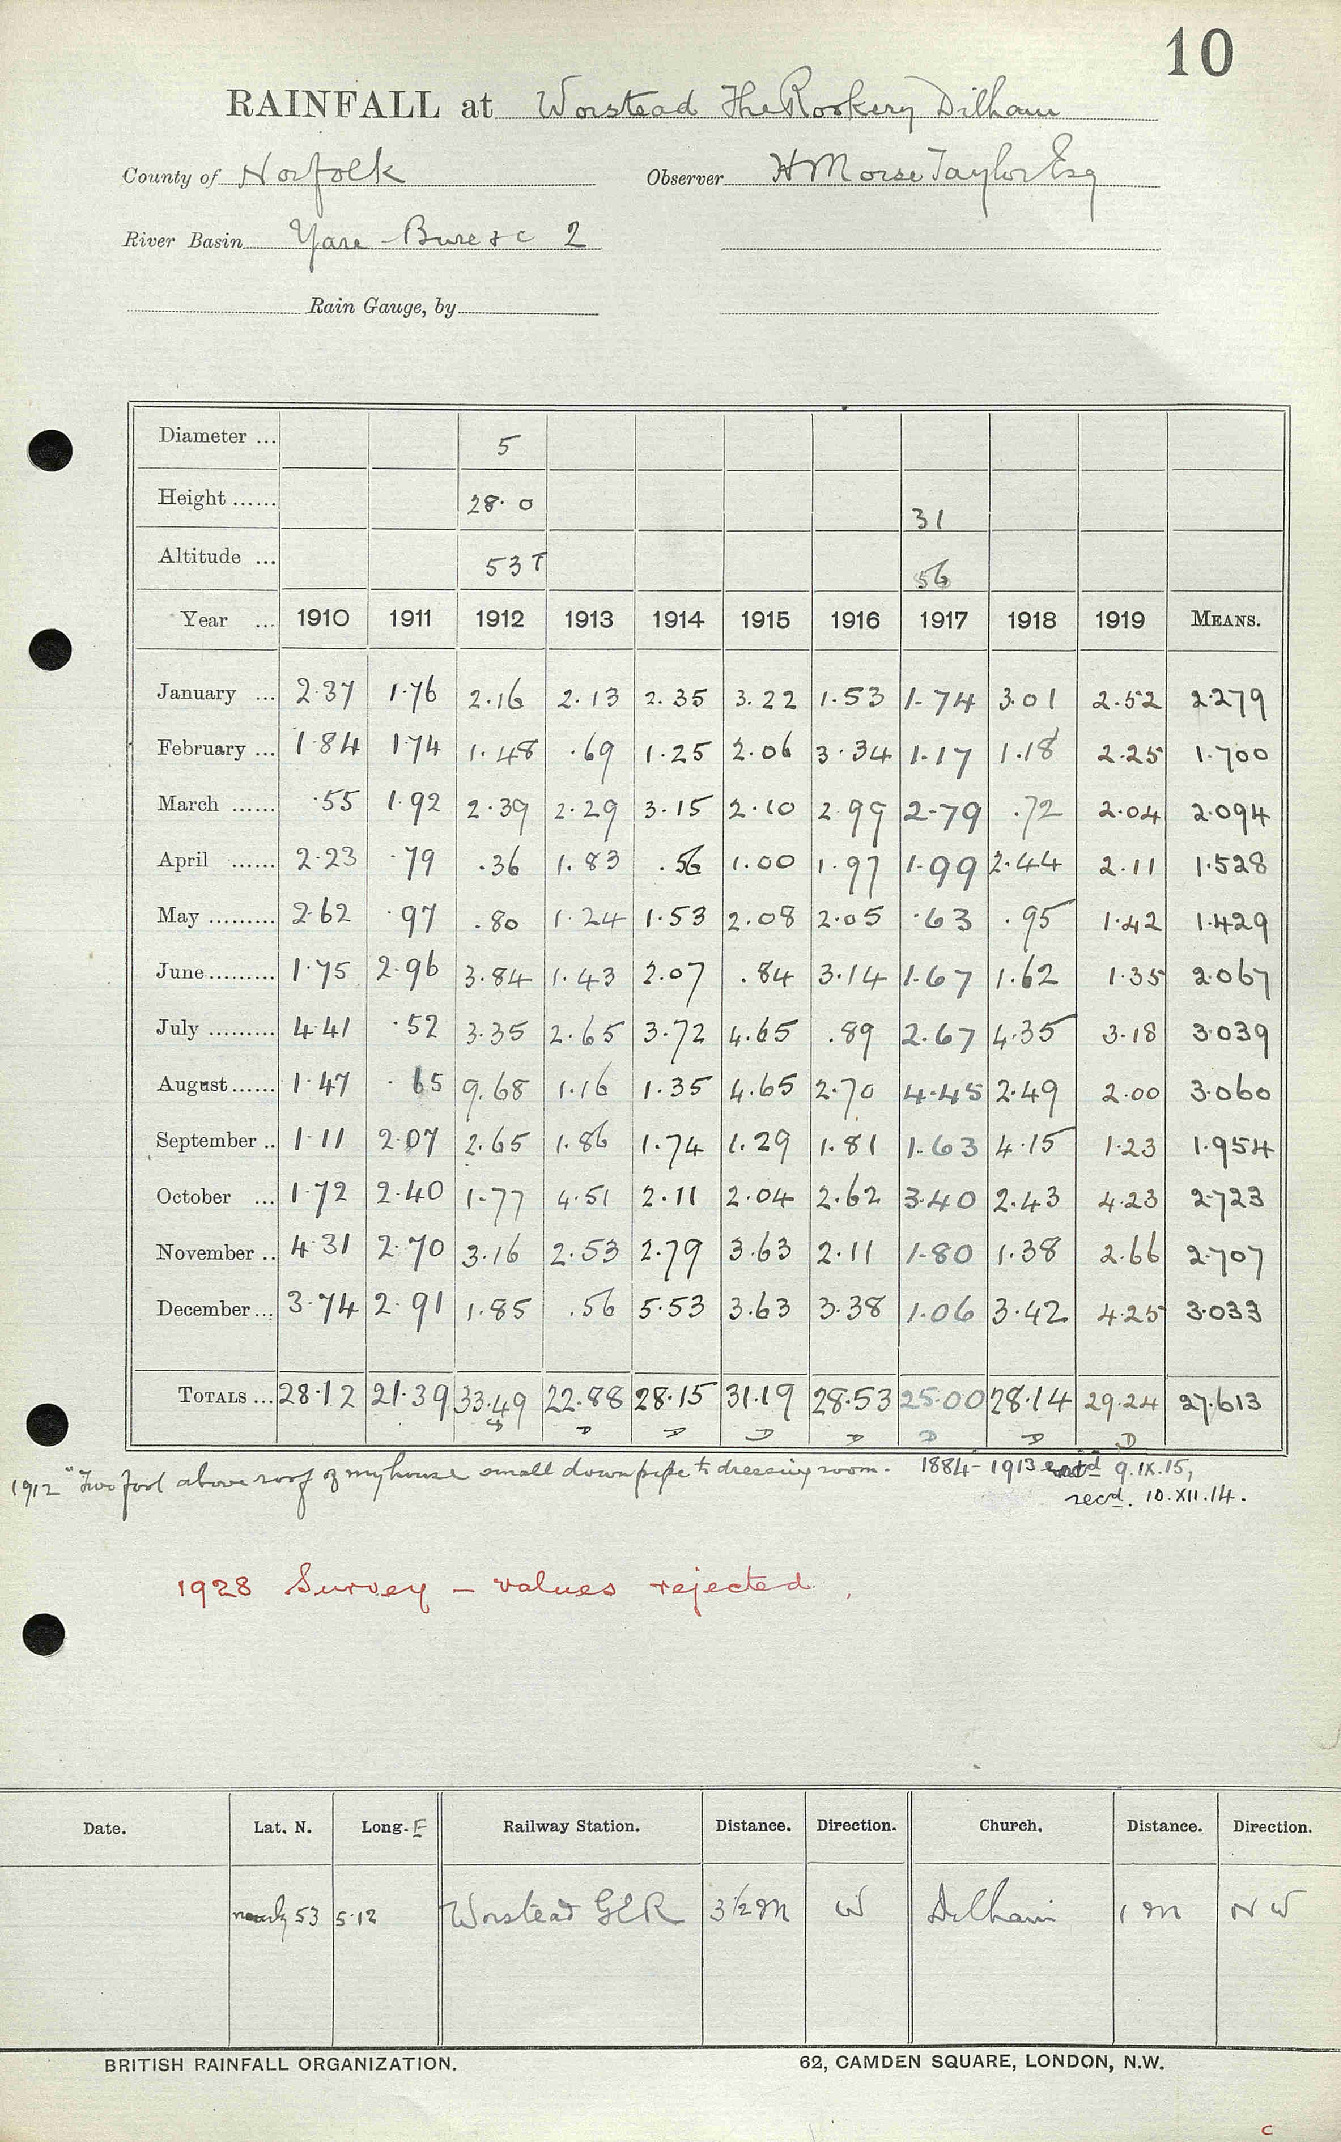 10
RAINFALL at Worstead The Rookery Dilham
County of Norfolk Observer H Morse Taylor Esq
River Basin Yare - Bure &c 2
Rain Gauge, by
Diameter ... 5
Height ...... 28.0 31
Altitude ... 53 T 56
Year ... 1910 1911 1912 1913 1914 1915 1916 1917 1918 1919 MEANS.
January ... 2.37 1.76 2.16 2.13 2.35 3.22 1.53 1.74 3.01 2.52 2.279
February ... 1.84 1.74 1.48 .69 1.25 2.06 3.34 1.17 1.18 2.25 1.700
March ...... .55 1.92 2.39 2.29 3.15 2.10 2.99 2.79 .72 2.04 2.094
April ...... 2.23 .79 .36 1.83 .56 1.00 1.97 1.99 2.44 2.11 1.528
May ......... 2.62 .97 .80 1.24 1.53 2.08 2.05 .63 .95 1.42 1.429
June ......... 1.75 2.96 3.84 1.43 2.07 .84 3.14 1.67 1.62 1.35 2.067
July ......... 4.41 .52 3.35 2.65 3.72 4.65 .89 2.67 4.35 3.18 3.039
August ...... 1.47 .65 9.68 1.16 1.35 4.65 2.70 4.45 2.49 2.00 3.060
September .. 1.11 2.07 2.65 1.86 1.74 1.29 1.81 1.63 4.15 1.23 1.954
October ... 1.72 2.40 1.77 4.51 2.11 2.04 2.62 3.40 2.43 4.23 2.723
November .. 4.31 2.70 3.16 2.53 2.79 3.63 2.11 1.80 1.38 2.66 2.707
December ... 3.74 2.91 1.85 .56 5.53 3.63 3.38 1.06 3.42 4.25 3.033
TOTALS ... 28.12 21.39 33.49 22.88 28.15 31.19 28.53 25.00 28.14 29.24 27.613
D D D D D D D
1912 "Two foot above roof of my house small down pipe to dressing room. 1884-1913 9.IX.15,
recd. 10.XII.14.
1928 Survey - values rejected.
Date. Lat. N. Long. E Railway Station. Distance. Direction. Church. Distance. Direction.
nearly 53 5.12 Worstead GER 3½ M W Dilham 1 M NW
BRITISH RAINFALL ORGANIZATION. 62, CAMDEN SQUARE, LONDON, N.W.
c